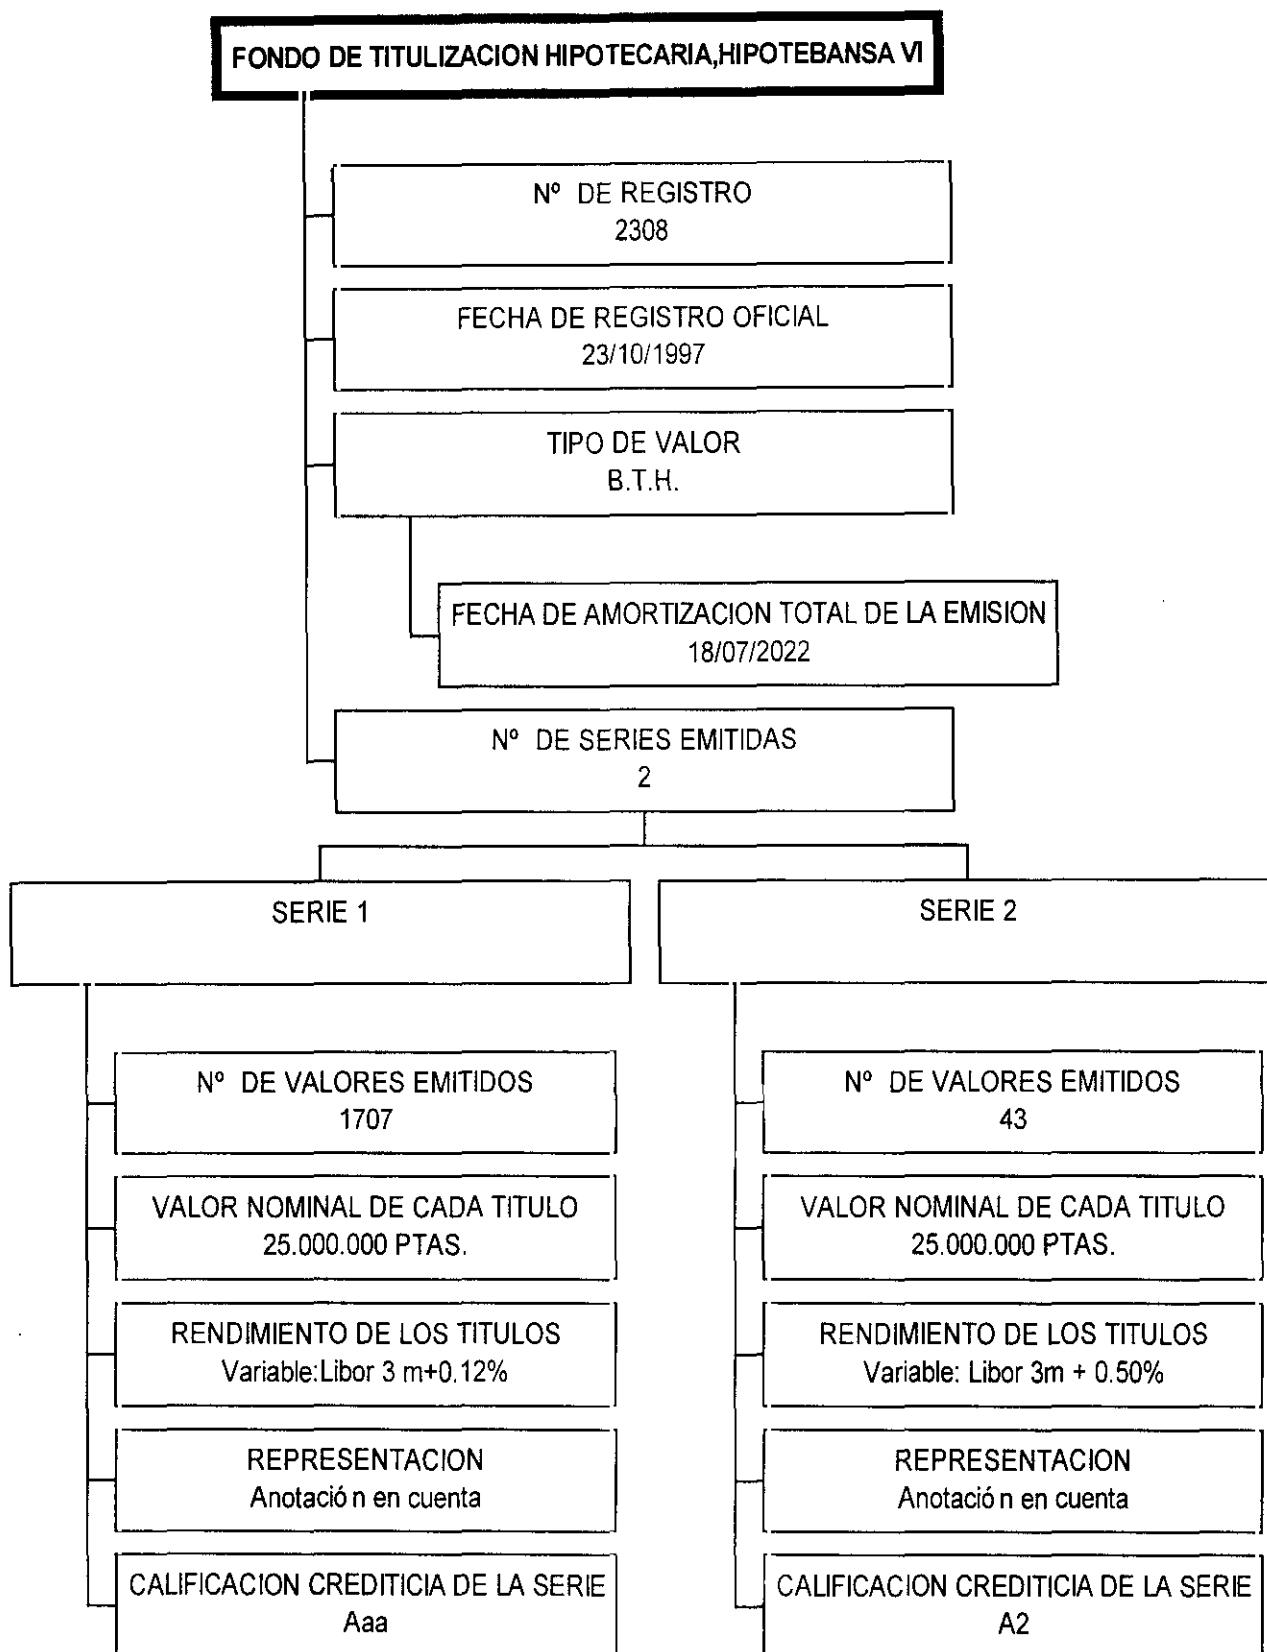 FONDO DE TITULIZACION HIPOTECARIA,HIPOTEBANSA VI
Nº DE REGISTRO
2308
FECHA DE REGISTRO OFICIAL
23/10/1997
TIPO DE VALOR
B.T.H.
FECHA DE AMORTIZACION TOTAL DE LA EMISION
18/07/2022
Nº DE SERIES EMITIDAS
2
SERIE 1
Nº DE VALORES EMITIDOS
1707
VALOR NOMINAL DE CADA TITULO
25.000.000 PTAS.
RENDIMIENTO DE LOS TITULOS
Variable:Libor 3 m+0.12%
REPRESENTACION
Anotación en cuenta
CALIFICACION CREDITICIA DE LA SERIE
Aaa
SERIE 2
Nº DE VALORES EMITIDOS
43
VALOR NOMINAL DE CADA TITULO
25.000.000 PTAS.
RENDIMIENTO DE LOS TITULOS
Variable: Libor 3m + 0.50%
REPRESENTACION
Anotación en cuenta
CALIFICACION CREDITICIA DE LA SERIE
A2